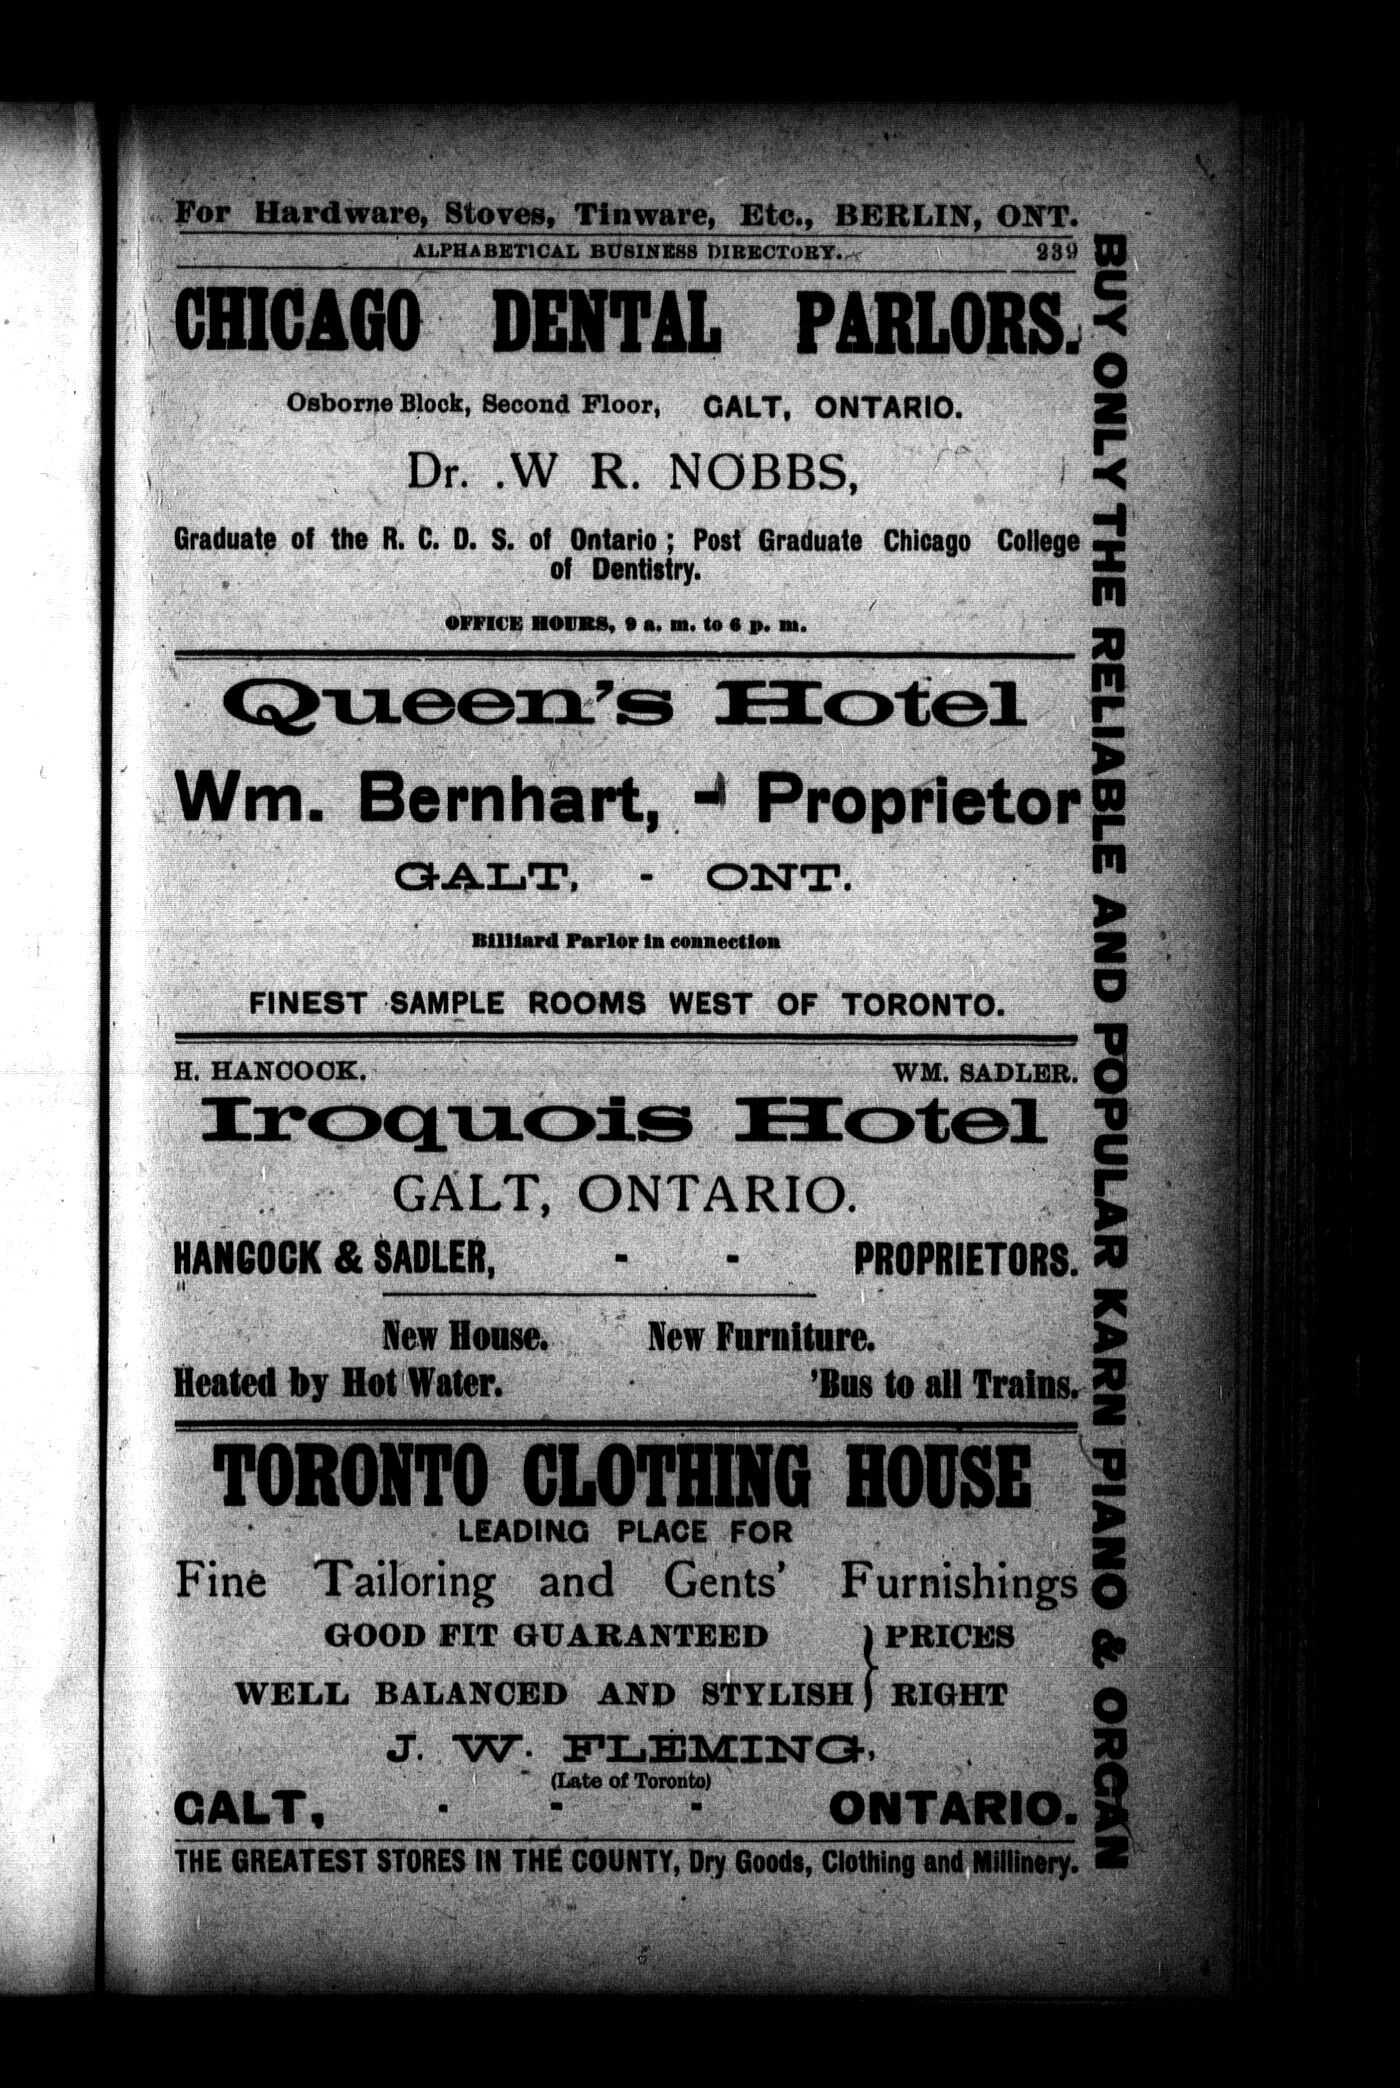 For Hardware, Stoves, Tinware, Etc., BERLIN, ONT.
ALPHABETICAL BUSINESS DIRECTORY. 239
CHICAGO DENTAL PARLORS.
Osborne Block, Second Floor, GALT, ONTARIO.
Dr. .W R. NOBBS,
Graduate of the R. C. D. S. of Ontario ; Post Graduate Chicago College
of Dentistry.
OFFICE HOURS, 9 a. m. to 6 p. m.
Queen's Hotel
Wm. Bernhart, - Proprietor
GALT, - ONT.
Billiard Parlor in connection
FINEST SAMPLE ROOMS WEST OF TORONTO.
H. HANCOCK. WM. SADLER.
Iroquois Hotel
GALT, ONTARIO.
HANCOCK & SADLER, - - PROPRIETORS.
New House. New Furniture.
Heated by Hot Water. 'Bus to all Trains.
TORONTO CLOTHING HOUSE
LEADING PLACE FOR
Fine Tailoring and Gents' Furnishings
GOOD FIT GUARANTEED } PRICES
WELL BALANCED AND STYLISH } RIGHT
J. W. FLEMING,
(Late of Toronto)
GALT, - - - ONTARIO.
THE GREATEST STORES IN THE COUNTY, Dry Goods, Clothing and Millinery.
BUY ONLY THE RELIABLE AND POPULAR KARN PIANO & ORGAN